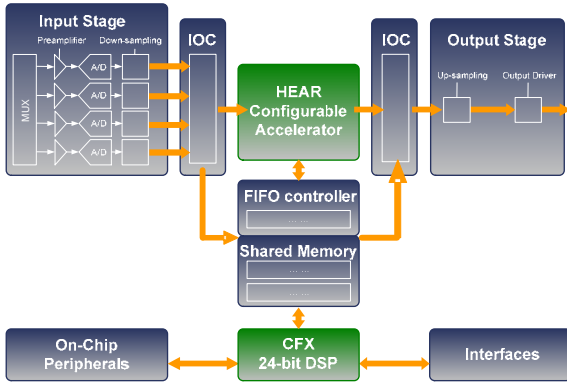 Input Stage
Preamplifier
Down-sampling
MUX
A/D
A/D
A/D
A/D
IOC
HEAR
Configurable
Accelerator
IOC
Output Stage
Up-sampling
Output Driver
FIFO controller
... ...
Shared Memory
... ...
... ...
On-Chip
Peripherals
CFX
24-bit DSP
Interfaces